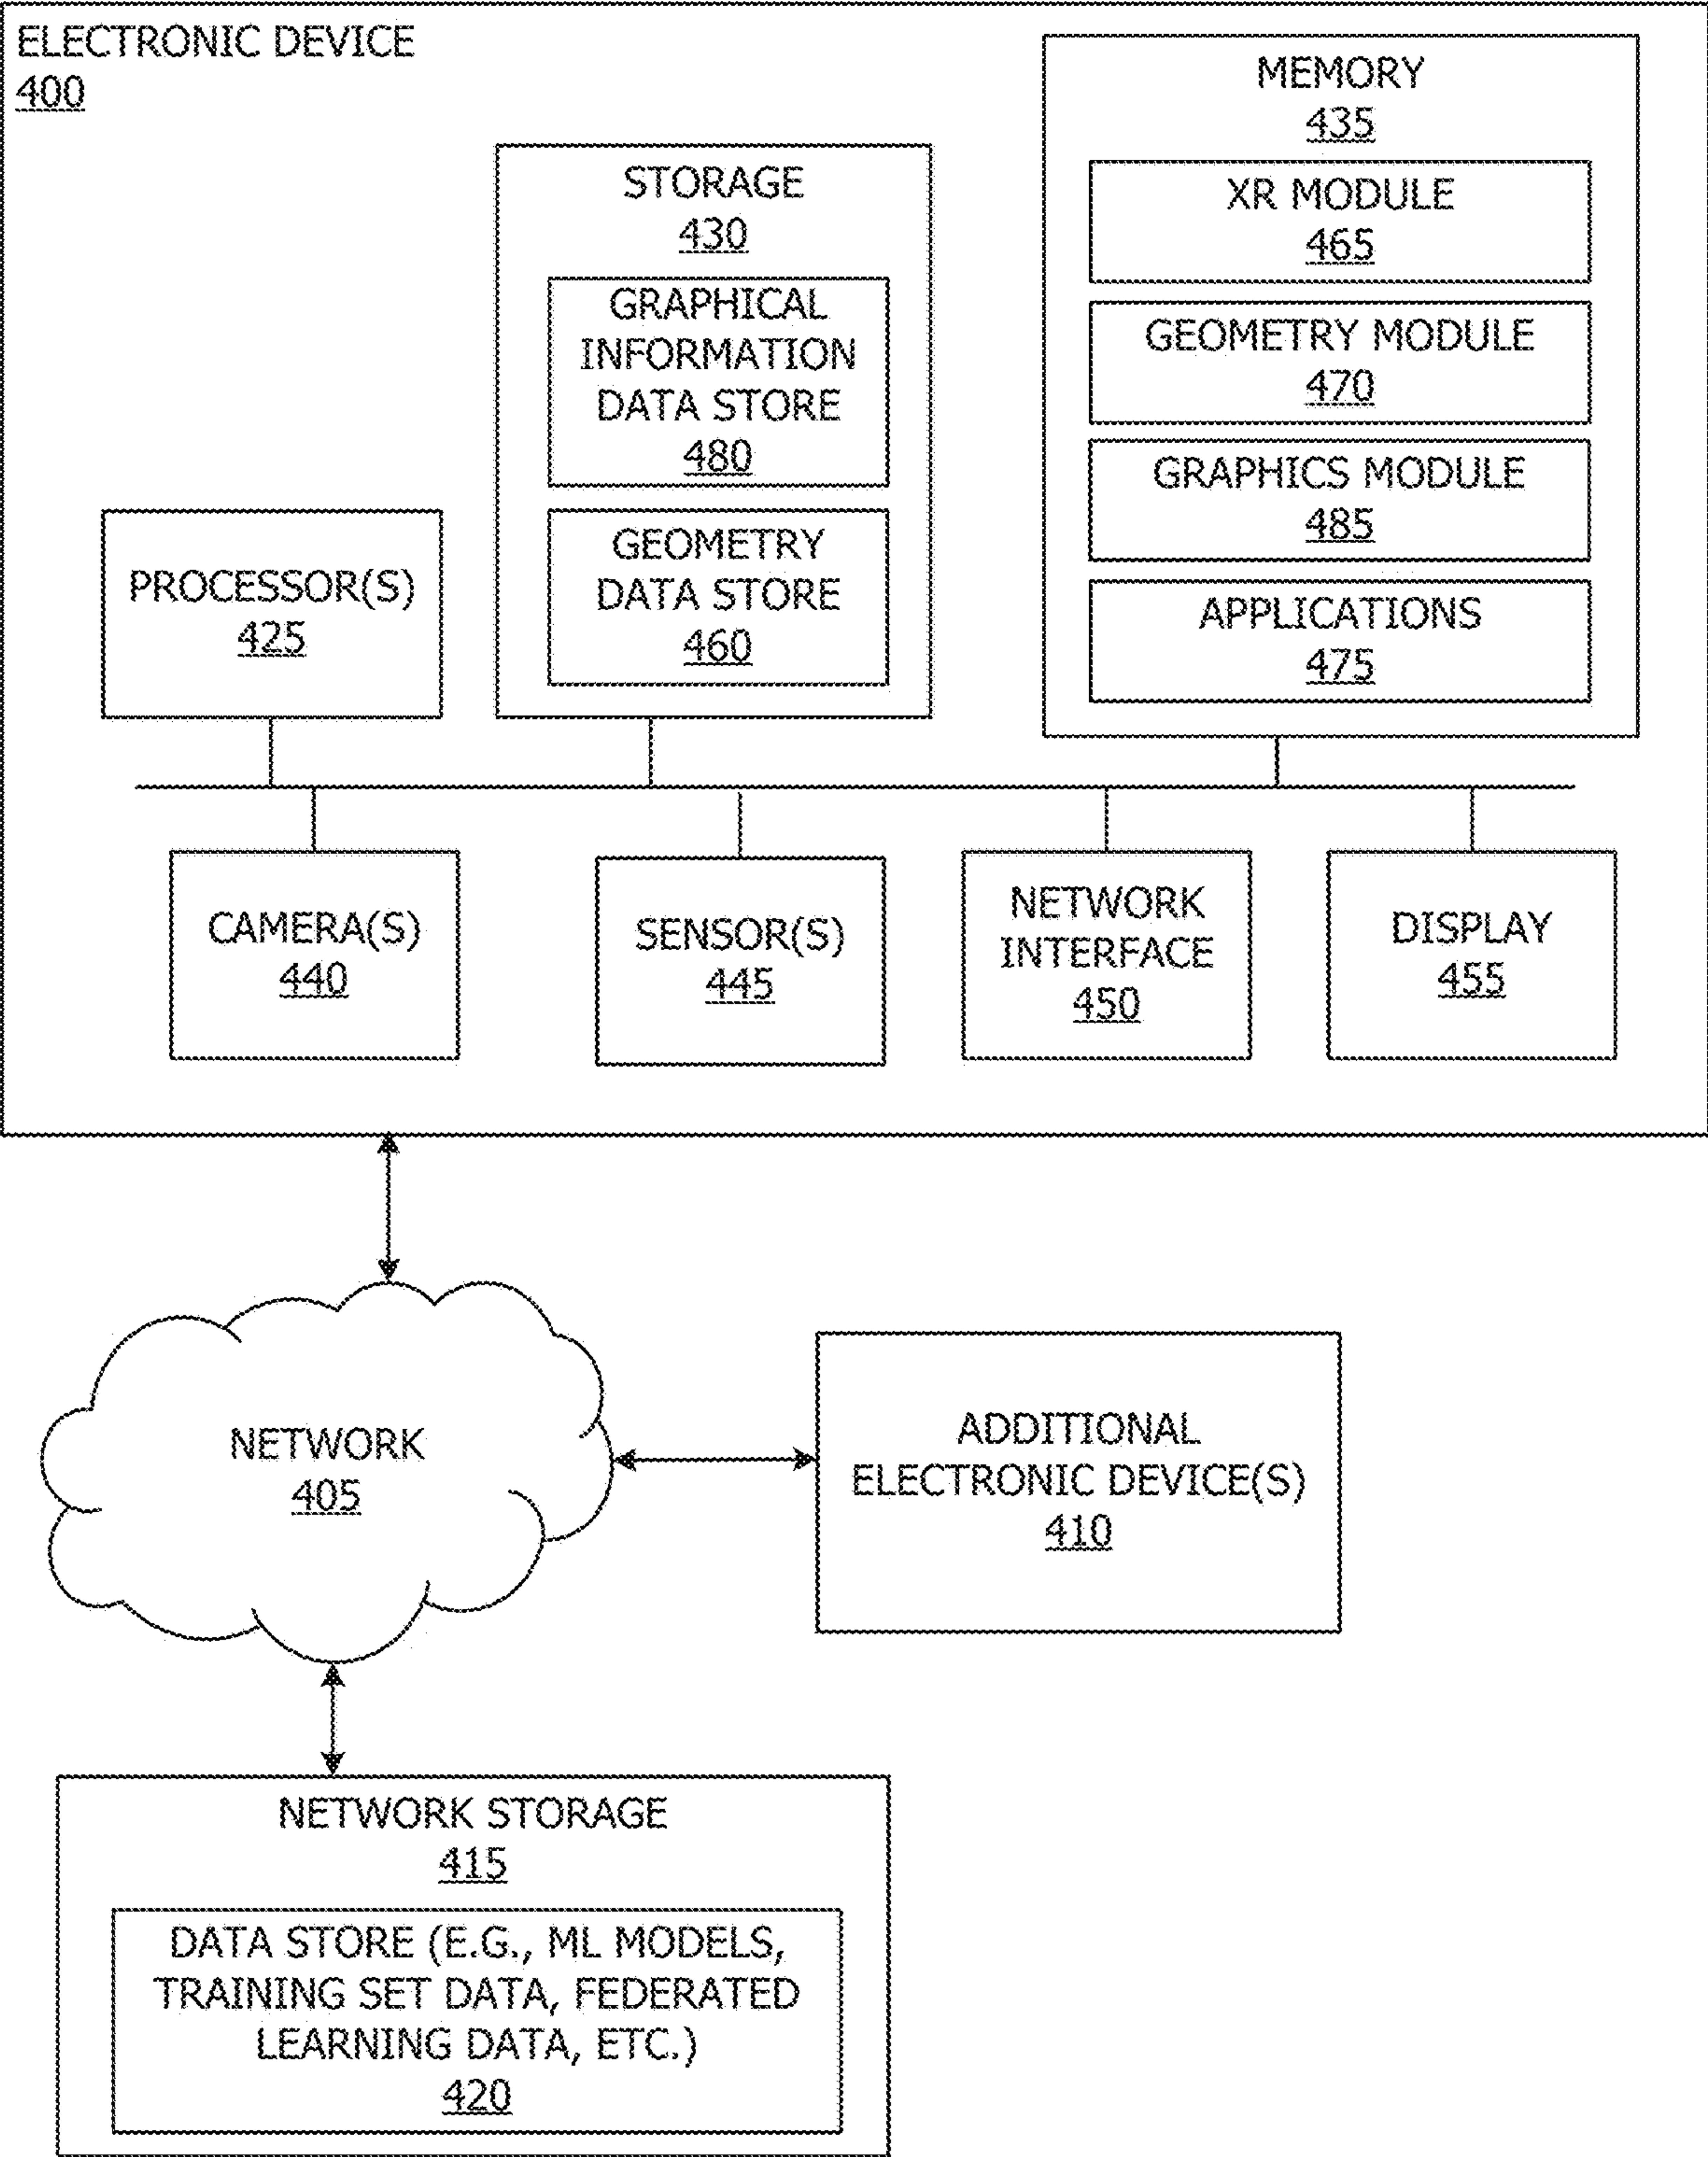 ELECTRONIC DEVICE
400
MEMORY
435
XR MODULE
465
GEOMETRY MODULE
470
GRAPHICS MODULE
485
APPLICATIONS
475
STORAGE
430
GRAPHICAL
INFORMATION
DATA STORE
480
GEOMETRY
DATA STORE
460
PROCESSOR(S)
425
CAMERA(S)
440
SENSOR(S)
445
NETWORK
INTERFACE
450
DISPLAY
455
NETWORK
405
ADDITIONAL
ELECTRONIC DEVICE(S)
410
NETWORK STORAGE
415
DATA STORE (E.G., ML MODELS,
TRAINING SET DATA, FEDERATED
LEARNING DATA, ETC.)
420